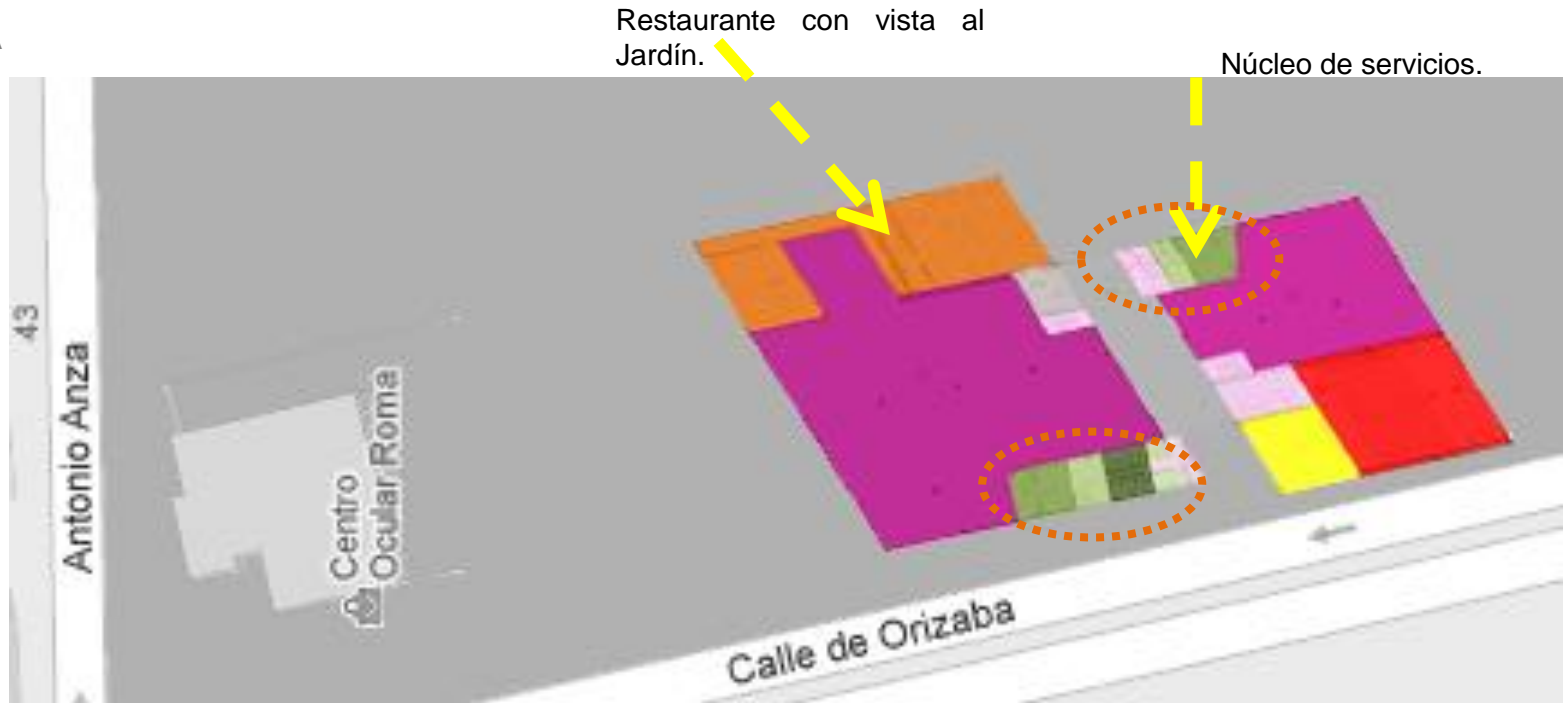 Restaurante con vista al
Jardín.
Núcleo de servicios.
43
Antonio Anza
Centro
Ocular Roma
Calle de Orizaba